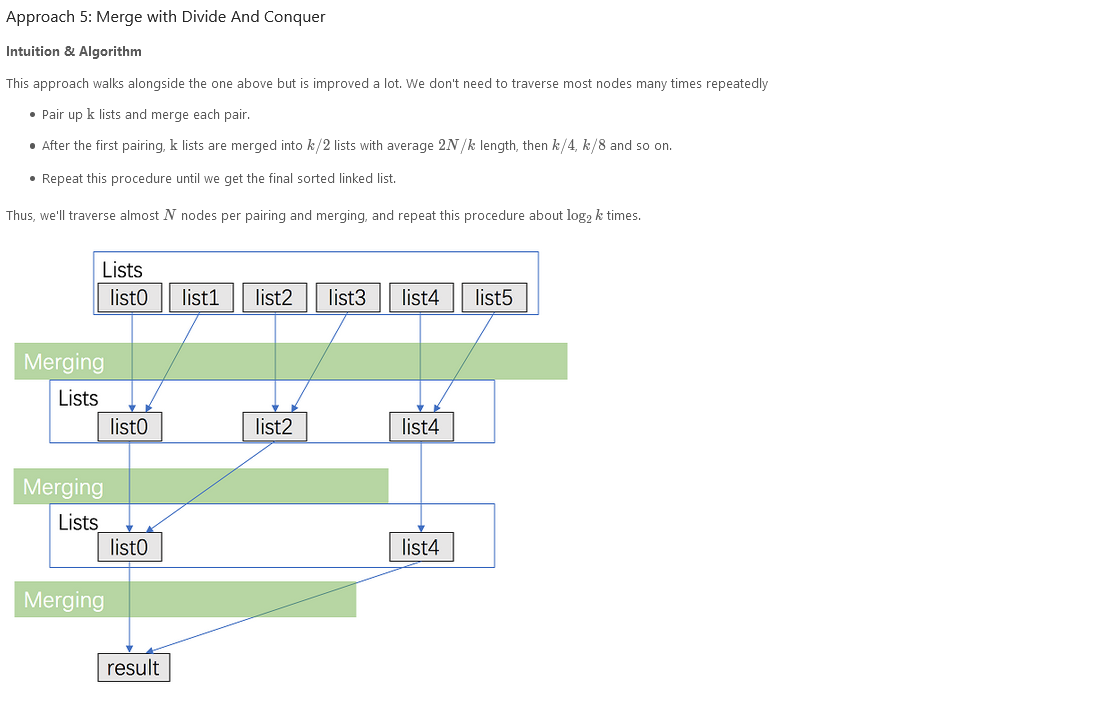 Approach 5: Merge with Divide And Conquer
Intuition & Algorithm
This approach walks alongside the one above but is improved a lot. We don't need to traverse most nodes many times repeatedly
• Pair up k lists and merge each pair.
• After the first pairing, k lists are merged into k/2 lists with average 2N/k length, then k/4, k/8 and so on.
• Repeat this procedure until we get the final sorted linked list.
Thus, we'll traverse almost N nodes per pairing and merging, and repeat this procedure about log₂ k times.
Lists
list0 list1 list2 list3 list4 list5
Merging
Lists
list0 list2 list4
Merging
Lists
list0 list4
Merging
result